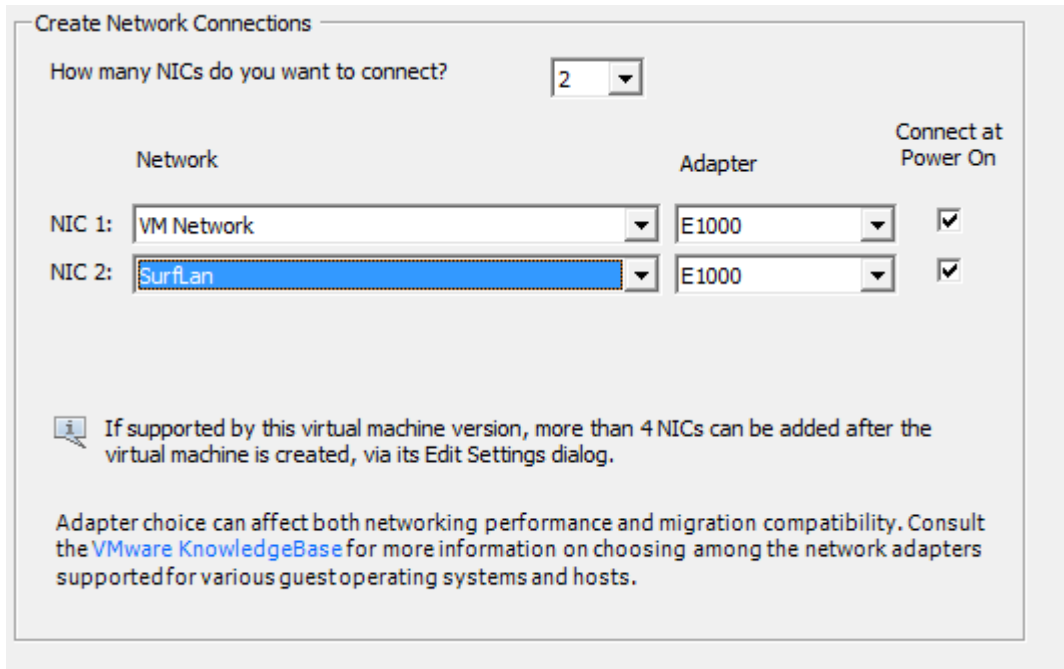 Create Network Connections
How many NICs do you want to connect?
2
Connect at
Power On
Network
Adapter
NIC 1:
VM Network
E1000
NIC 2:
SurfLan
E1000
If supported by this virtual machine version, more than 4 NICs can be added after the
virtual machine is created, via its Edit Settings dialog.
Adapter choice can affect both networking performance and migration compatibility. Consult
the VMware KnowledgeBase for more information on choosing among the network adapters
supported for various guest operating systems and hosts.